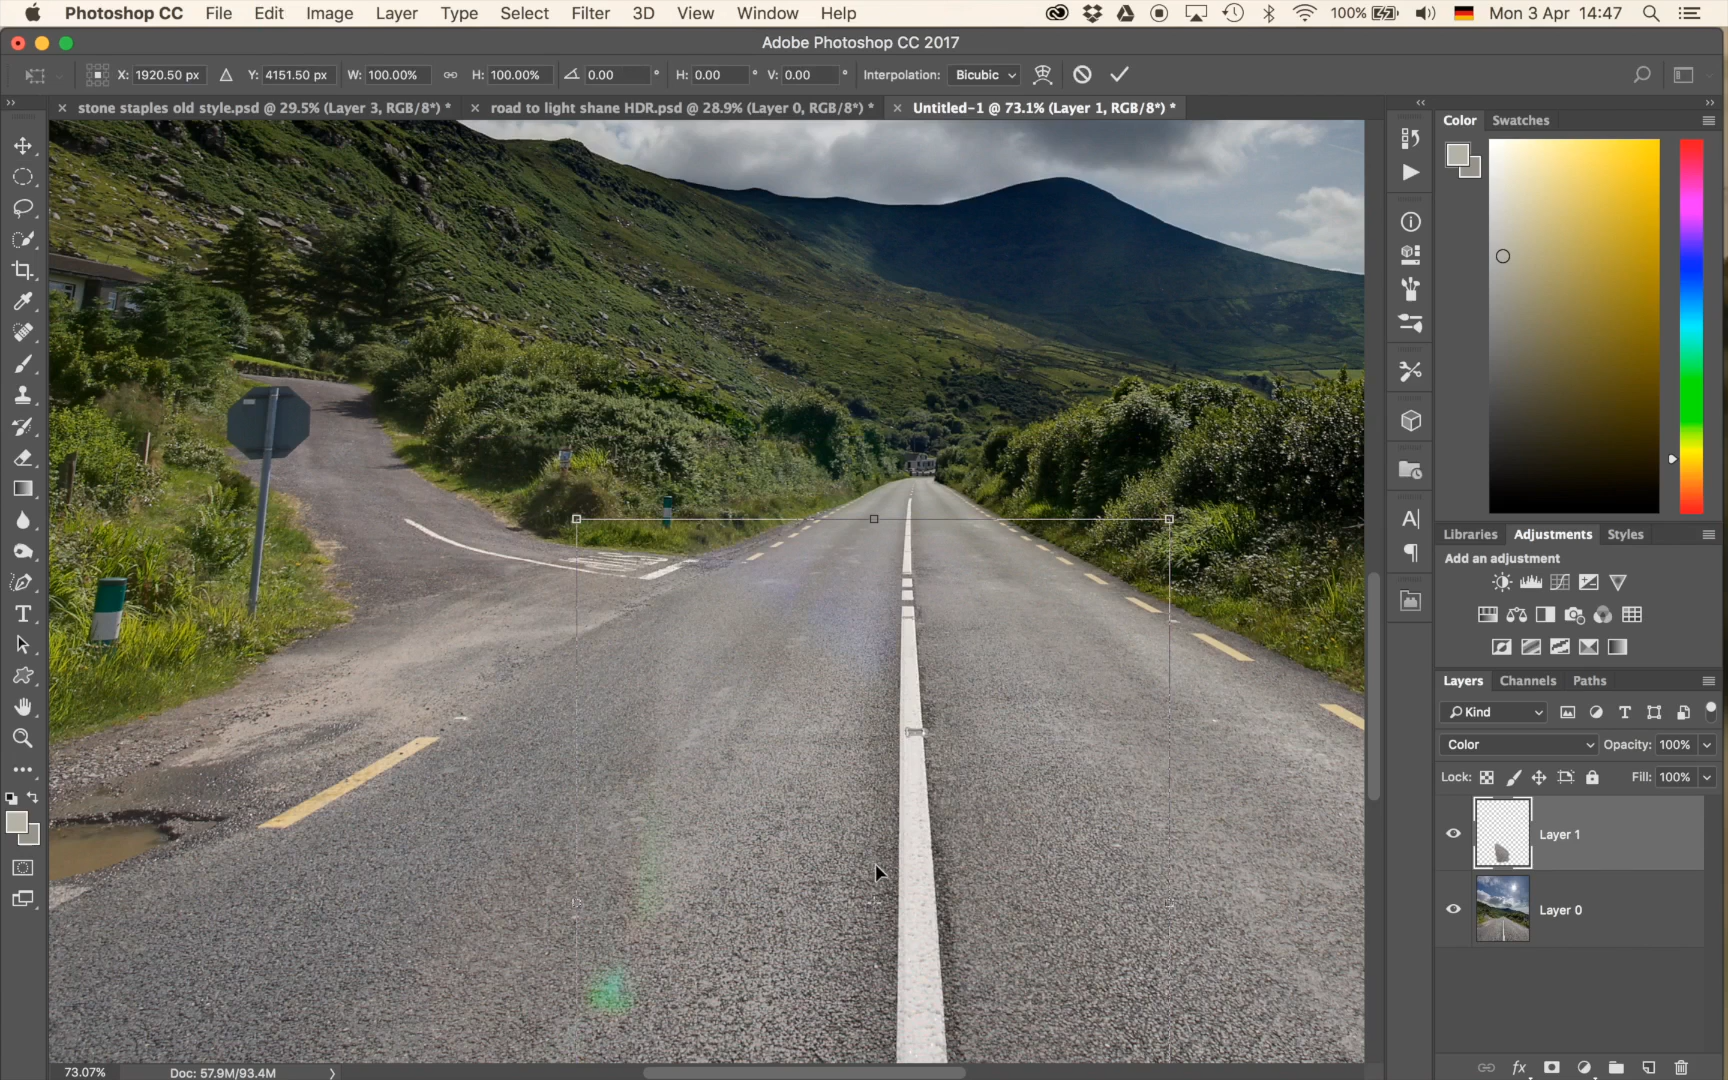 Photoshop CC File Edit Image Layer Type Select Filter 3D View Window Help 100% Mon 3 Apr 14:47
Adobe Photoshop CC 2017
X: 1920.50 px Y: 4151.50 px W: 100.00% H: 100.00% 0.00 ° H: 0.00 ° V: 0.00 ° Interpolation: Bicubic
stone staples old style.psd @ 29.5% (Layer 3, RGB/8*) * road to light shane HDR.psd @ 28.9% (Layer 0, RGB/8*) * Untitled-1 @ 73.1% (Layer 1, RGB/8*) *
Color Swatches
Libraries Adjustments Styles
Add an adjustment
Layers Channels Paths
Kind
Color Opacity: 100%
Lock: Fill: 100%
Layer 1
Layer 0
fx
73.07% Doc: 57.9M/93.4M